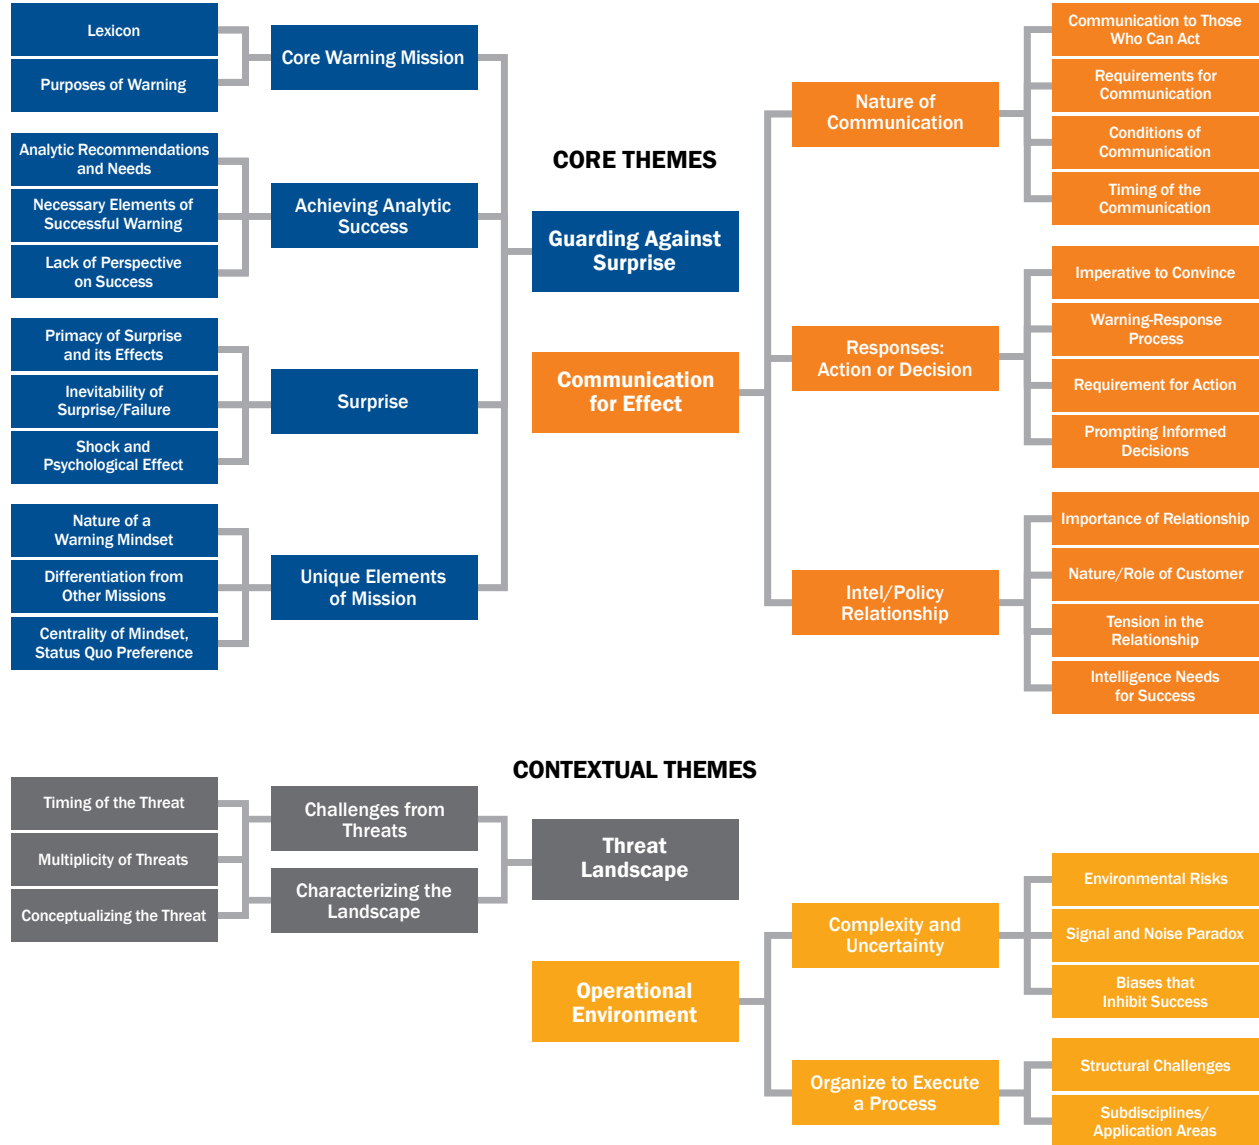 CORE THEMES
Guarding Against
Surprise
Core Warning Mission
Lexicon
Purposes of Warning
Achieving Analytic
Success
Analytic Recommendations
and Needs
Necessary Elements of
Successful Warning
Lack of Perspective
on Success
Surprise
Primacy of Surprise
and its Effects
Inevitability of
Surprise/Failure
Shock and
Psychological Effect
Unique Elements
of Mission
Nature of a
Warning Mindset
Differentiation from
Other Missions
Centrality of Mindset,
Status Quo Preference
Communication
for Effect
Nature of
Communication
Communication to Those
Who Can Act
Requirements for
Communication
Conditions of
Communication
Timing of the
Communication
Responses:
Action or Decision
Imperative to Convince
Warning-Response
Process
Requirement for Action
Prompting Informed
Decisions
Intel/Policy
Relationship
Importance of Relationship
Nature/Role of Customer
Tension in the
Relationship
Intelligence Needs
for Success
CONTEXTUAL THEMES
Threat
Landscape
Challenges from
Threats
Characterizing the
Landscape
Timing of the Threat
Multiplicity of Threats
Conceptualizing the Threat
Operational
Environment
Complexity and
Uncertainty
Environmental Risks
Signal and Noise Paradox
Biases that
Inhibit Success
Organize to Execute
a Process
Structural Challenges
Subdisciplines/
Application Areas